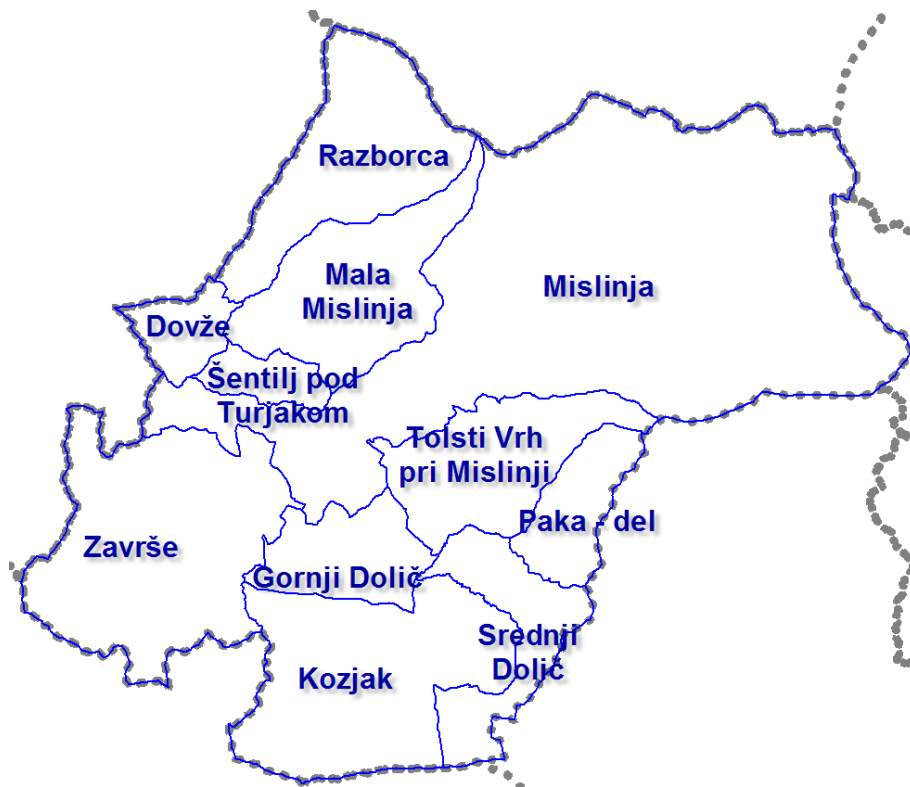 Razborca
Mala
Mislinja
Mislinja
Dovže
Šentilj pod
Turjakom
Tolsti Vrh
pri Mislinji
Paka - del
Završe
Gornji Dolič
Srednji
Dolič
Kozjak